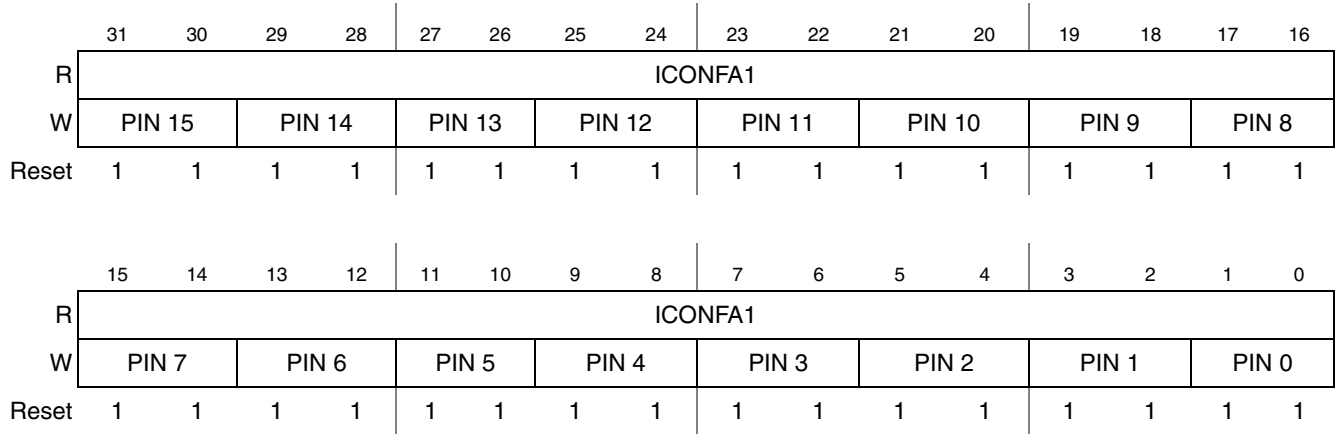 31 30 29 28 27 26 25 24 23 22 21 20 19 18 17 16
R ICONFA1
W PIN 15 PIN 14 PIN 13 PIN 12 PIN 11 PIN 10 PIN 9 PIN 8
Reset 1 1 1 1 1 1 1 1 1 1 1 1 1 1 1 1
15 14 13 12 11 10 9 8 7 6 5 4 3 2 1 0
R ICONFA1
W PIN 7 PIN 6 PIN 5 PIN 4 PIN 3 PIN 2 PIN 1 PIN 0
Reset 1 1 1 1 1 1 1 1 1 1 1 1 1 1 1 1